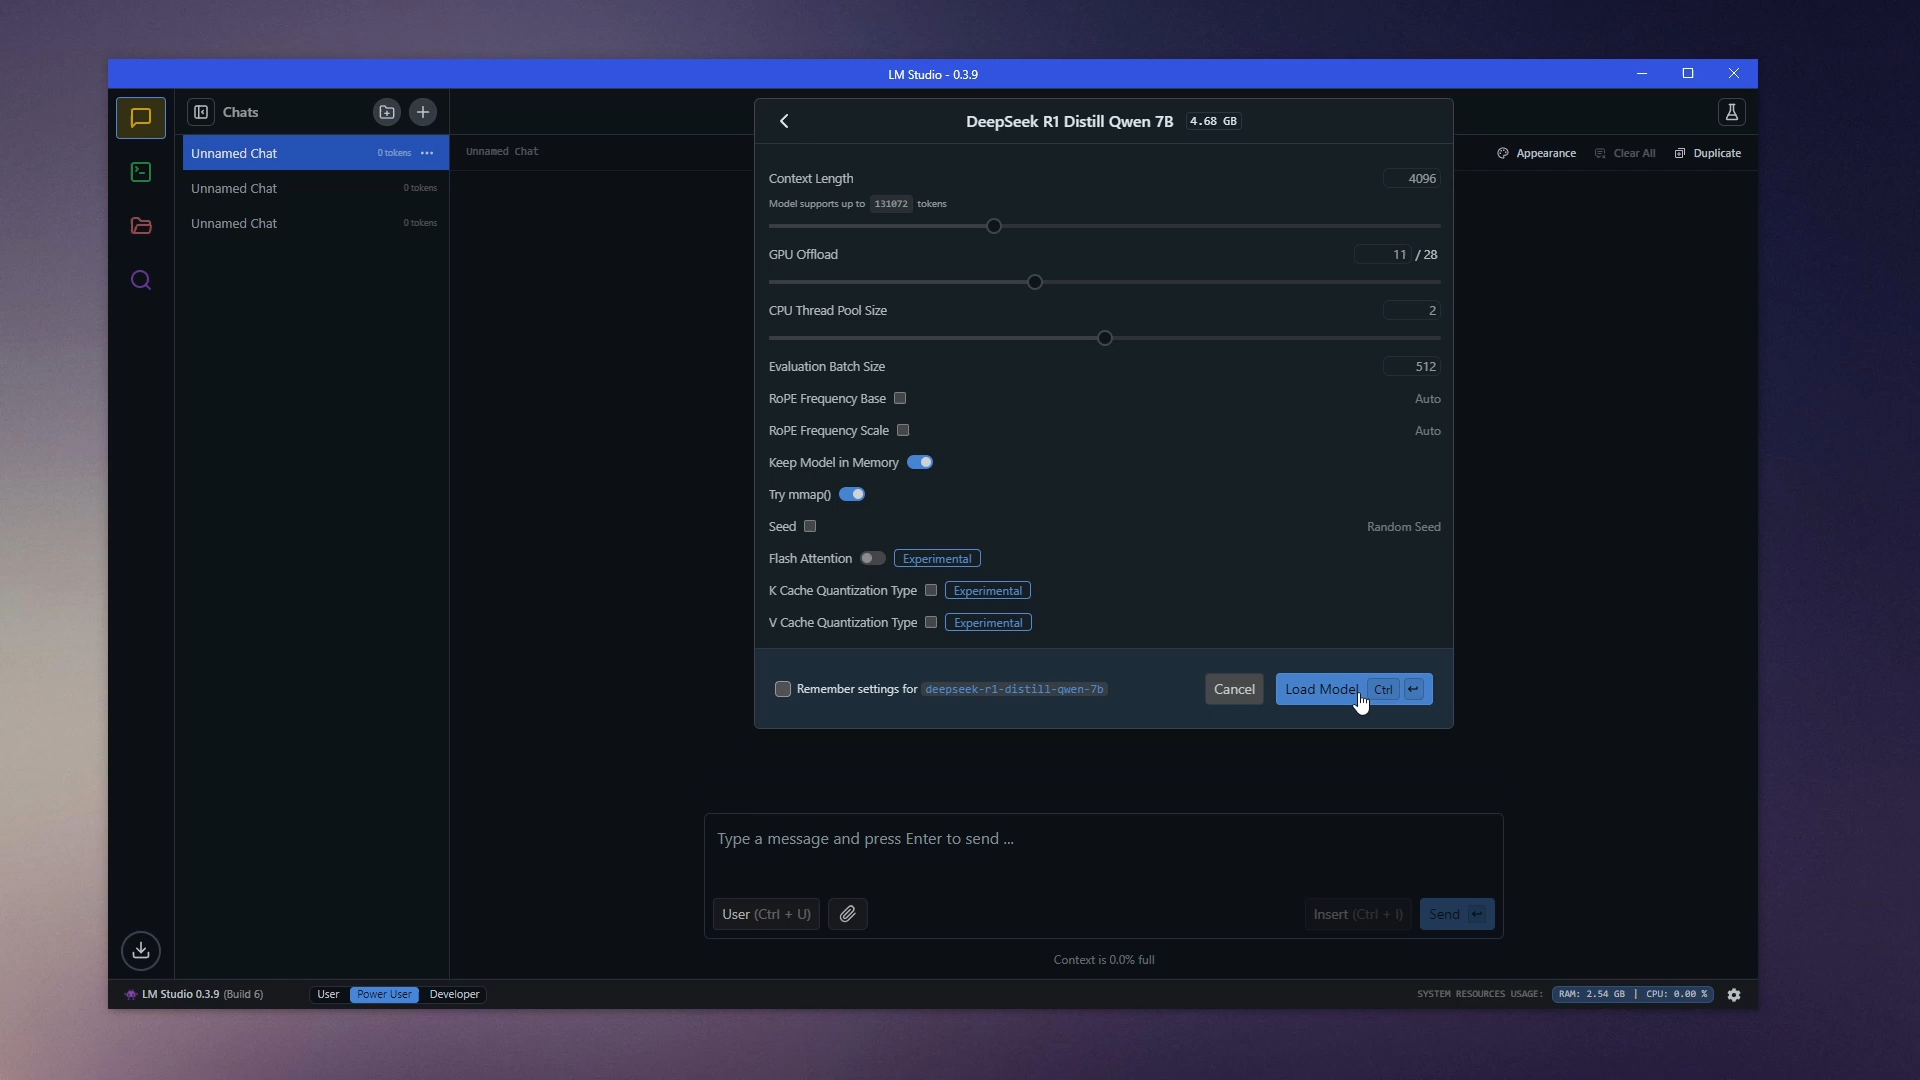 LM Studio - 0.3.9
Chats
DeepSeek R1 Distill Qwen 7B 4.68 GB
Unnamed Chat 0 tokens ...
Unnamed Chat
Appearance Clear All Duplicate
Unnamed Chat 0 tokens
Unnamed Chat 0 tokens
Context Length 4096
Model supports up to 131072 tokens
GPU Offload 11 / 28
CPU Thread Pool Size 2
Evaluation Batch Size 512
RoPE Frequency Base Auto
RoPE Frequency Scale Auto
Keep Model in Memory
Try mmap()
Seed Random Seed
Flash Attention Experimental
K Cache Quantization Type Experimental
V Cache Quantization Type Experimental
Remember settings for deepseek-r1-distill-qwen-7b Cancel Load Model Ctrl ↩
Type a message and press Enter to send ...
User (Ctrl + U) Insert (Ctrl + I) Send ↩
Context is 0.0% full
LM Studio 0.3.9 (Build 6) User Power User Developer SYSTEM RESOURCES USAGE: RAM: 2.54 GB | CPU: 0.00 %